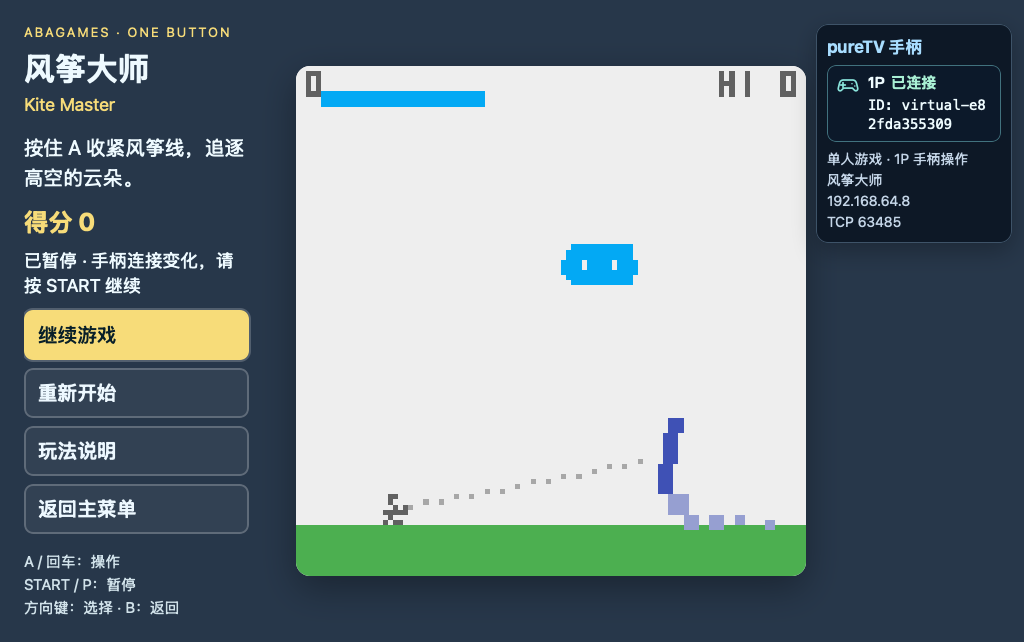 ABAGAMES · ONE BUTTON
风筝大师
Kite Master
按住 A 收紧风筝线，追逐
高空的云朵。
得分 0
已暂停 · 手柄连接变化，请
按 START 继续
继续游戏
重新开始
玩法说明
返回主菜单
A / 回车：操作
START / P：暂停
方向键：选择 · B：返回
0
HI 0
pureTV 手柄
1P 已连接
ID: virtual-e8
2fda355309
单人游戏 · 1P 手柄操作
风筝大师
192.168.64.8
TCP 63485